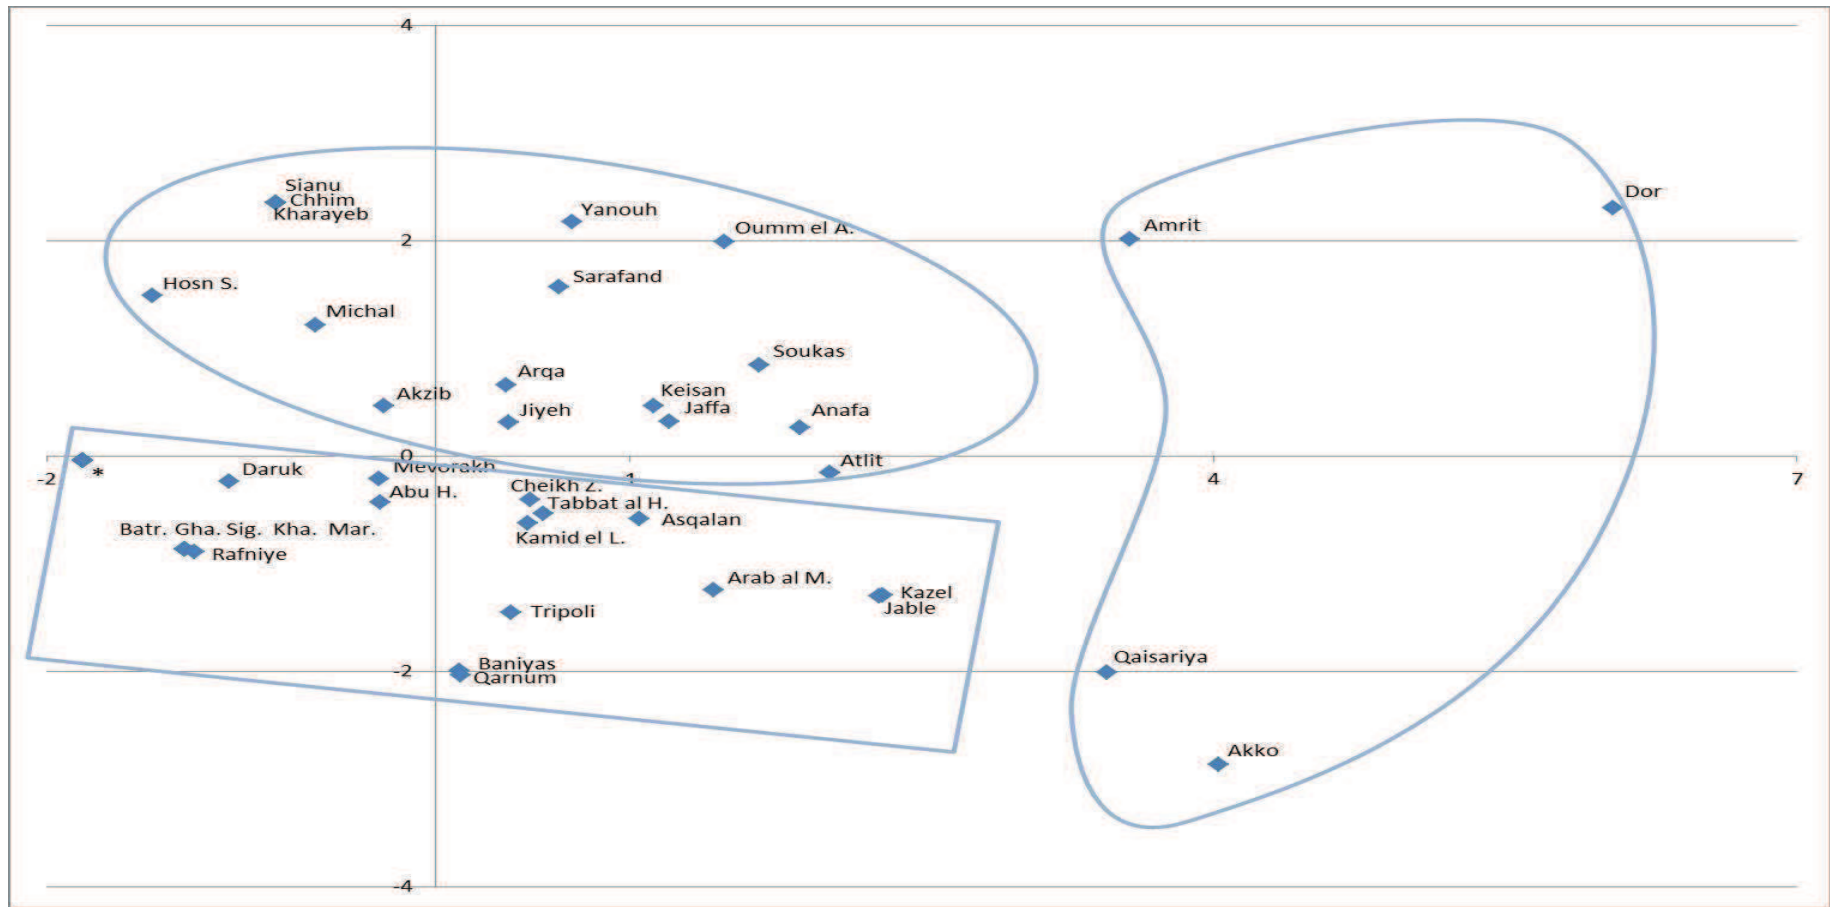 4
Sianu
Chhim
Kharayeb
Yanouh
Dor
Oumm el A.
Amrit
2
Sarafand
Hosn S.
Michal
Soukas
Arqa
Akzib
Keisan
Jiyeh
Jaffa
Anafa
0
Atlit
*
Daruk
Mevorakh
-2
1
4
7
Cheikh Z.
Abu H.
Tabbat al H.
Asqalan
Batr. Gha. Sig. Kha. Mar.
Kamid el L.
Rafniye
Arab al M.
Kazel
Jable
Tripoli
Baniyas
Qarnum
-2
Qaisariya
Akko
-4